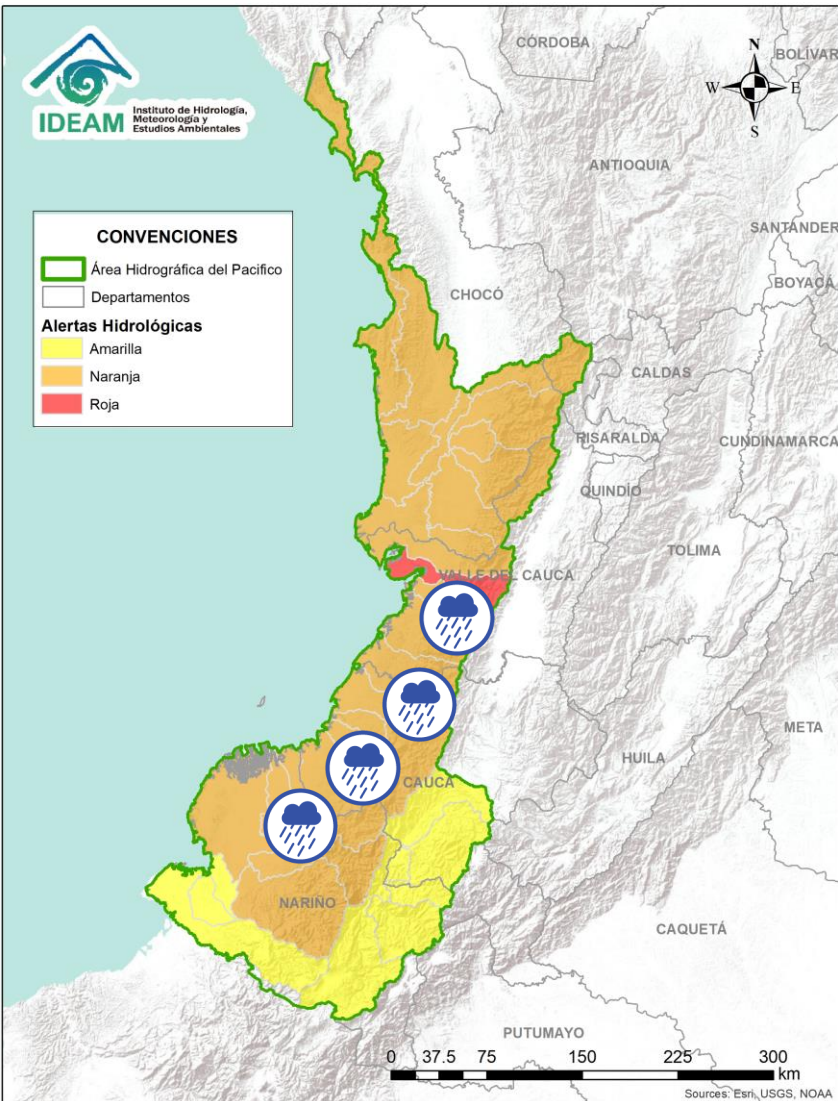 IDEAM
Instituto de Hidrología,
Meteorología y
Estudios Ambientales
CONVENCIONES
Área Hidrográfica del Pacifico
Departamentos
Alertas Hidrológicas
Amarilla
Naranja
Roja
N
W
E
S
CÓRDOBA
BOLÍVAR
ANTIOQUIA
SANTANDER
BOYACÁ
CHOCÓ
CALDAS
RISARALDA
CUNDINAMARCA
QUINDÍO
TOLIMA
VALLE DEL CAUCA
META
HUILA
CAUCA
NARIÑO
CAQUETÁ
PUTUMAYO
0 37.5 75 150 225 300
km
Sources: Esri, USGS, NOAA